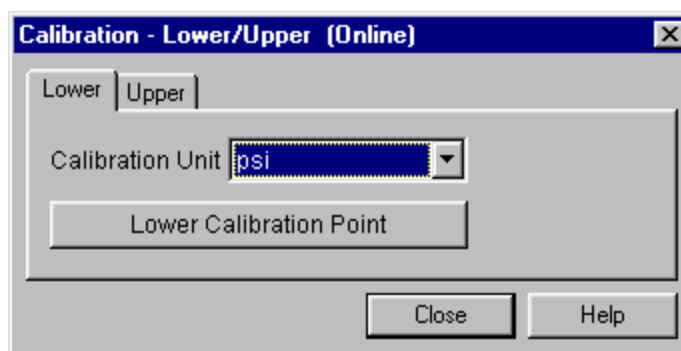 Calibration - Lower/Upper (Online)
Lower Upper
Calibration Unit psi
Lower Calibration Point
Close Help